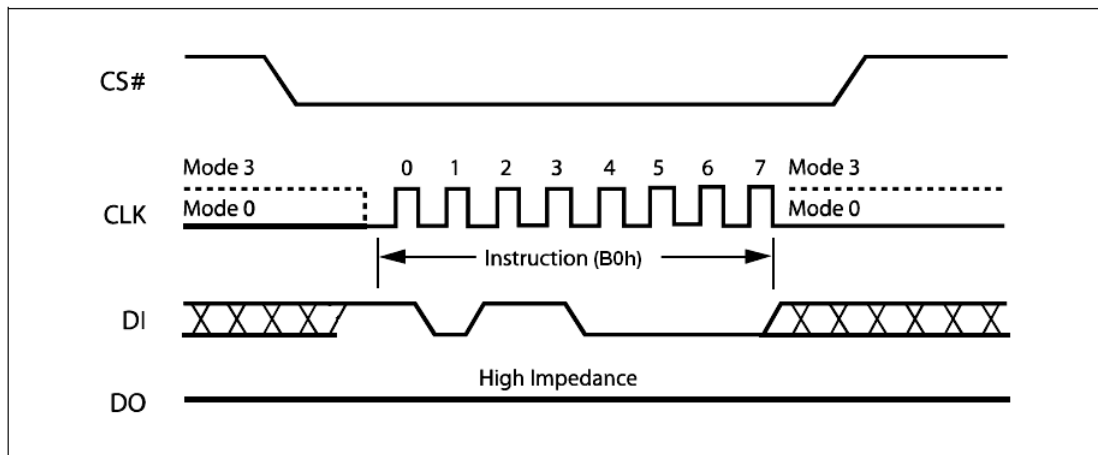 CS#
0 1 2 3 4 5 6 7
Mode 3 Mode 3
CLK
Mode 0 Mode 0
Instruction (B0h)
DI
High Impedance
DO